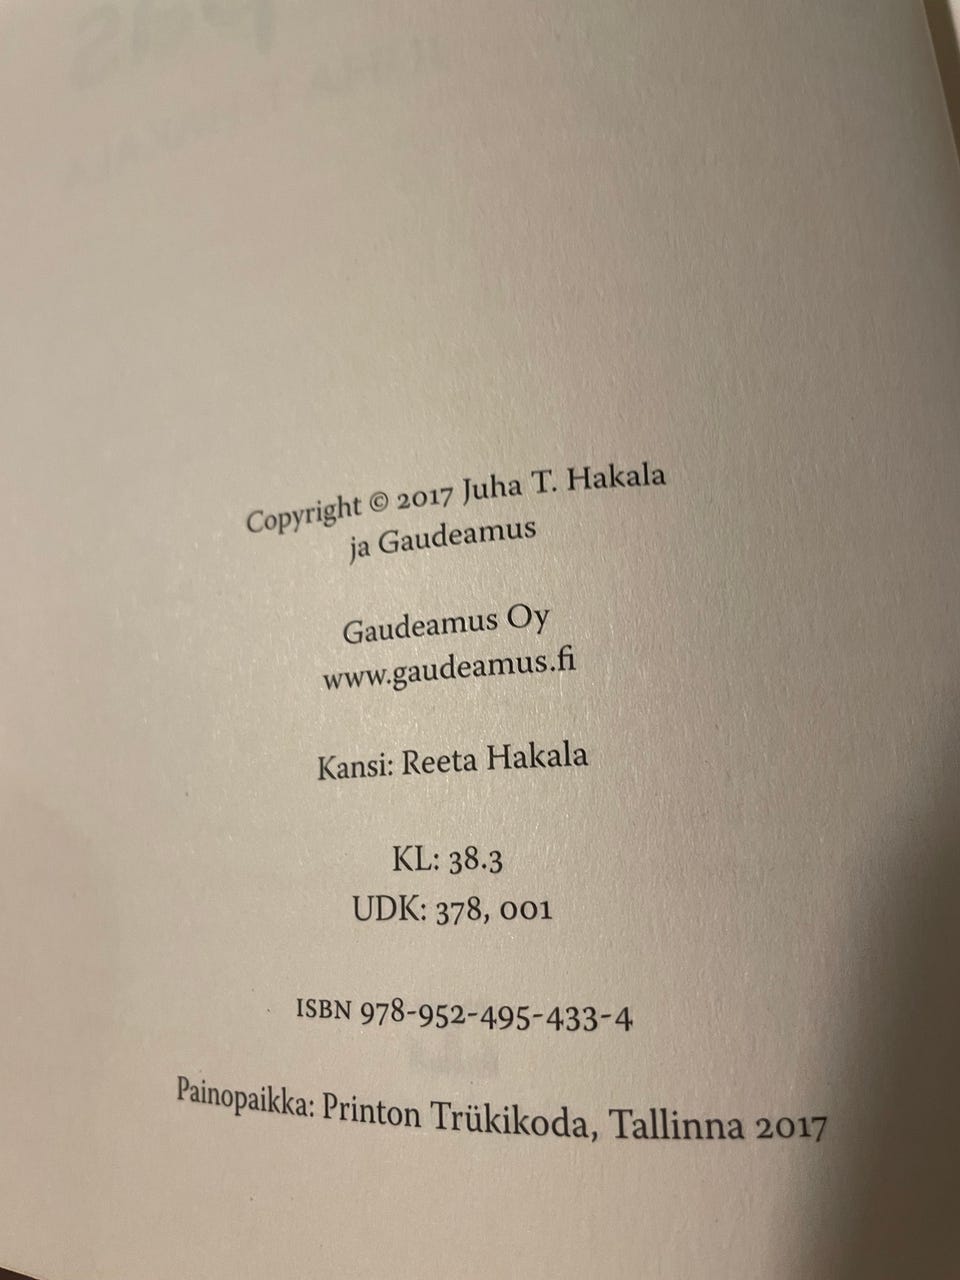 Copyright © 2017 Juha T. Hakala
ja Gaudeamus
Gaudeamus Oy
www.gaudeamus.fi
Kansi: Reeta Hakala
KL: 38.3
UDK: 378, 001
ISBN 978-952-495-433-4
Painopaikka: Printon Trükikoda, Tallinna 2017